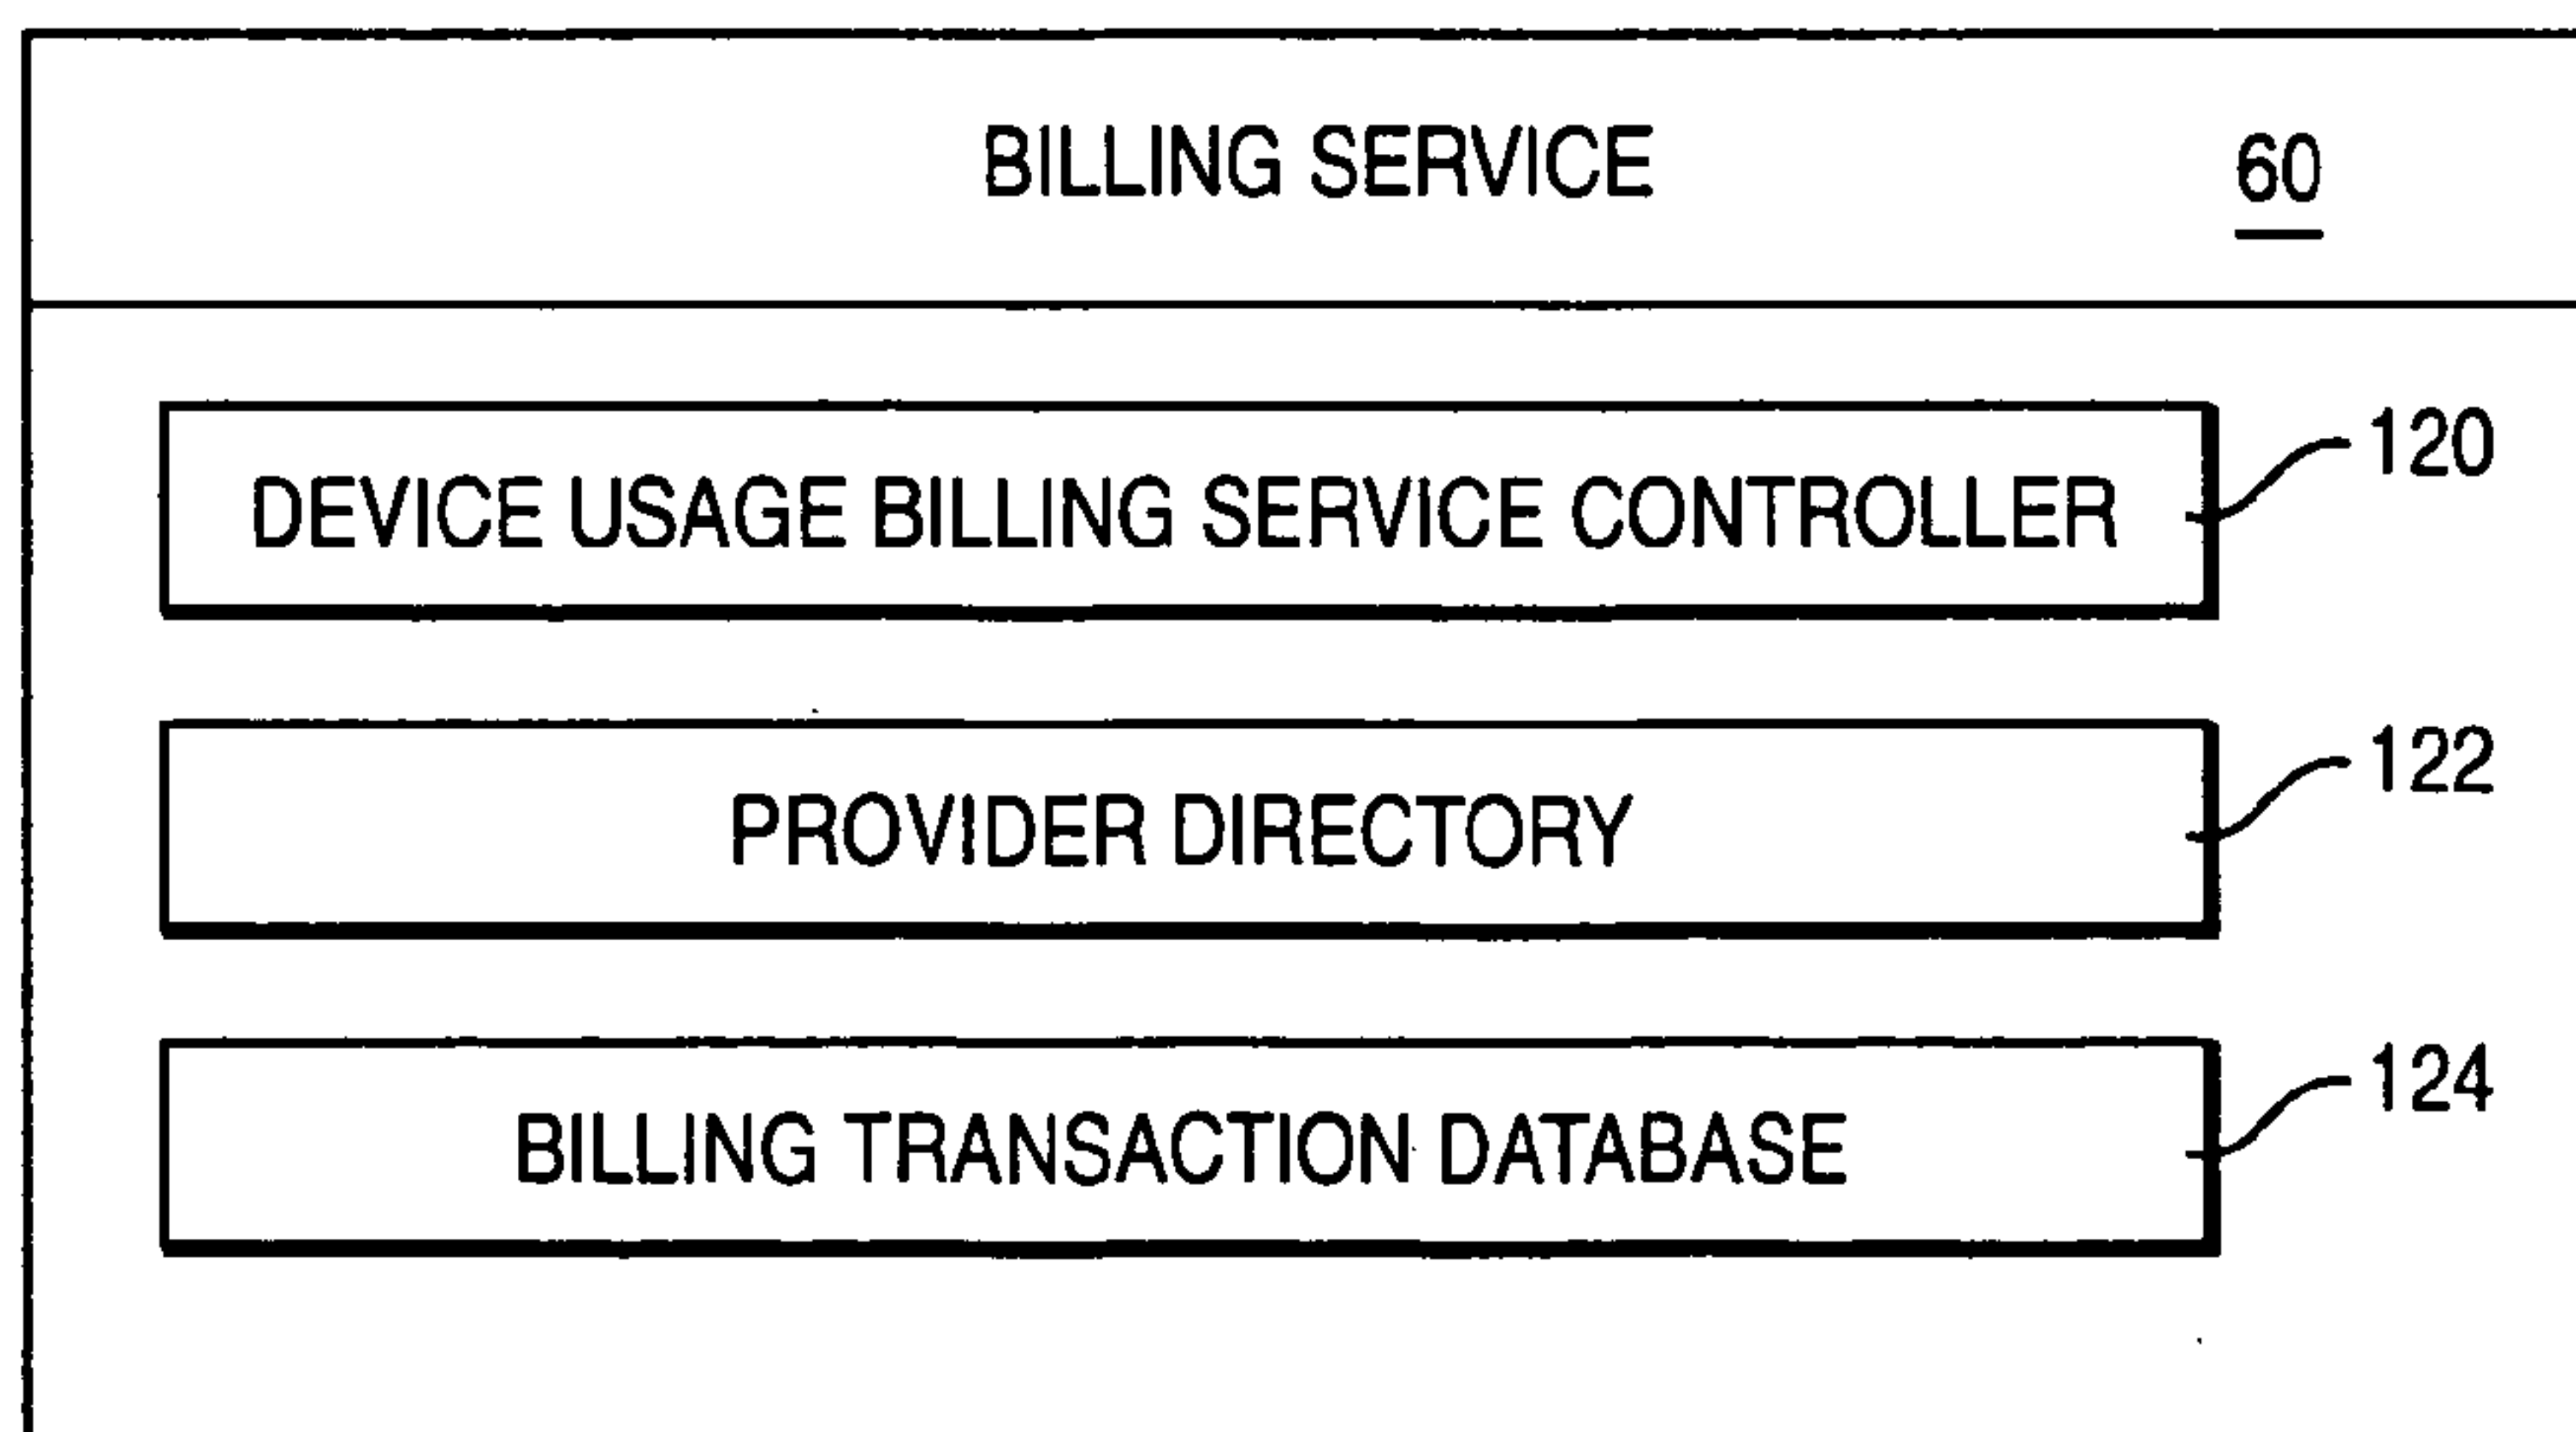 BILLING SERVICE 60
DEVICE USAGE BILLING SERVICE CONTROLLER 120
PROVIDER DIRECTORY 122
BILLING TRANSACTION DATABASE 124